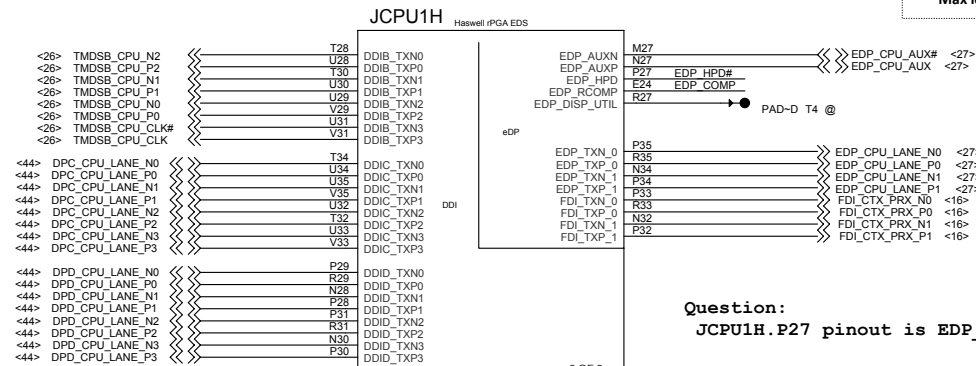 Max
JCPU1H Haswell rPGA EDS
<26> TMDSB_CPU_N2 T28 DDIB_TXN0
<26> TMDSB_CPU_P2 U28 DDIB_TXP0
<26> TMDSB_CPU_N1 T30 DDIB_TXN1
<26> TMDSB_CPU_P1 U30 DDIB_TXP1
<26> TMDSB_CPU_N0 U29 DDIB_TXN2
<26> TMDSB_CPU_P0 V29 DDIB_TXP2
<26> TMDSB_CPU_CLK# U31 DDIB_TXN3
<26> TMDSB_CPU_CLK V31 DDIB_TXP3
<44> DPC_CPU_LANE_N0 T34 DDIC_TXN0
<44> DPC_CPU_LANE_P0 U34 DDIC_TXP0
<44> DPC_CPU_LANE_N1 U35 DDIC_TXN1
<44> DPC_CPU_LANE_P1 V35 DDIC_TXP1
<44> DPC_CPU_LANE_N2 U32 DDIC_TXN2
<44> DPC_CPU_LANE_P2 T32 DDIC_TXP2
<44> DPC_CPU_LANE_N3 U33 DDIC_TXN3
<44> DPC_CPU_LANE_P3 V33 DDIC_TXP3
<44> DPD_CPU_LANE_N0 P29 DDID_TXN0
<44> DPD_CPU_LANE_P0 R29 DDID_TXP0
<44> DPD_CPU_LANE_N1 N28 DDID_TXN1
<44> DPD_CPU_LANE_P1 P28 DDID_TXP1
<44> DPD_CPU_LANE_N2 P31 DDID_TXN2
<44> DPD_CPU_LANE_P2 R31 DDID_TXP2
<44> DPD_CPU_LANE_N3 N30 DDID_TXN3
<44> DPD_CPU_LANE_P3 P30 DDID_TXP3
DDI
eDP
EDP_AUXN M27 EDP_CPU_AUX# <27>
EDP_AUXP N27 EDP_CPU_AUX <27>
EDP_HPD P27 EDP_HPD#
EDP_RCOMP E24 EDP_COMP
EDP_DISP_UTIL R27 PAD~D T4 @
EDP_TXN_0 P35 EDP_CPU_LANE_N0 <27>
EDP_TXP_0 R35 EDP_CPU_LANE_P0 <27>
EDP_TXN_1 N34 EDP_CPU_LANE_N1 <27>
EDP_TXP_1 P34 EDP_CPU_LANE_P1 <27>
FDI_TXN_0 P33 FDI_CTX_PRX_N0 <16>
FDI_TXP_0 R33 FDI_CTX_PRX_P0 <16>
FDI_TXN_1 N32 FDI_CTX_PRX_N1 <16>
FDI_TXP_1 P32 FDI_CTX_PRX_P1 <16>
Question:
JCPU1H.P27 pinout is EDP_